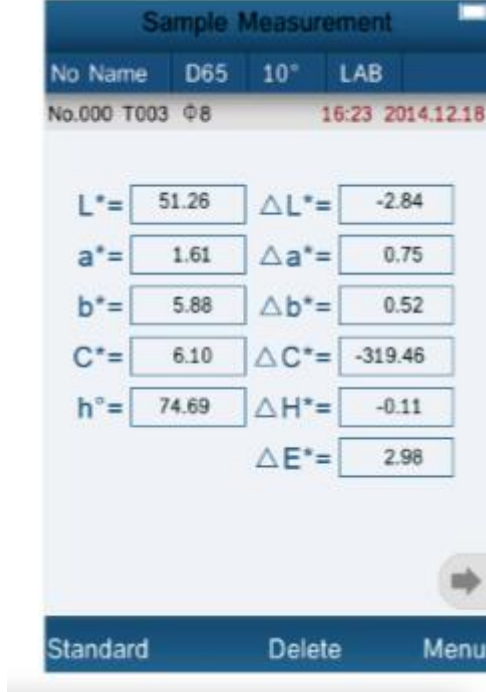 Sample Measurement
No Name D65 10° LAB
No.000 T003 Φ8 16:23 2014.12.18
L*= 51.26 △L*= -2.84
a*= 1.61 △a*= 0.75
b*= 5.88 △b*= 0.52
C*= 6.10 △C*= -319.46
h°= 74.69 △H*= -0.11
△E*= 2.98
Standard Delete Menu